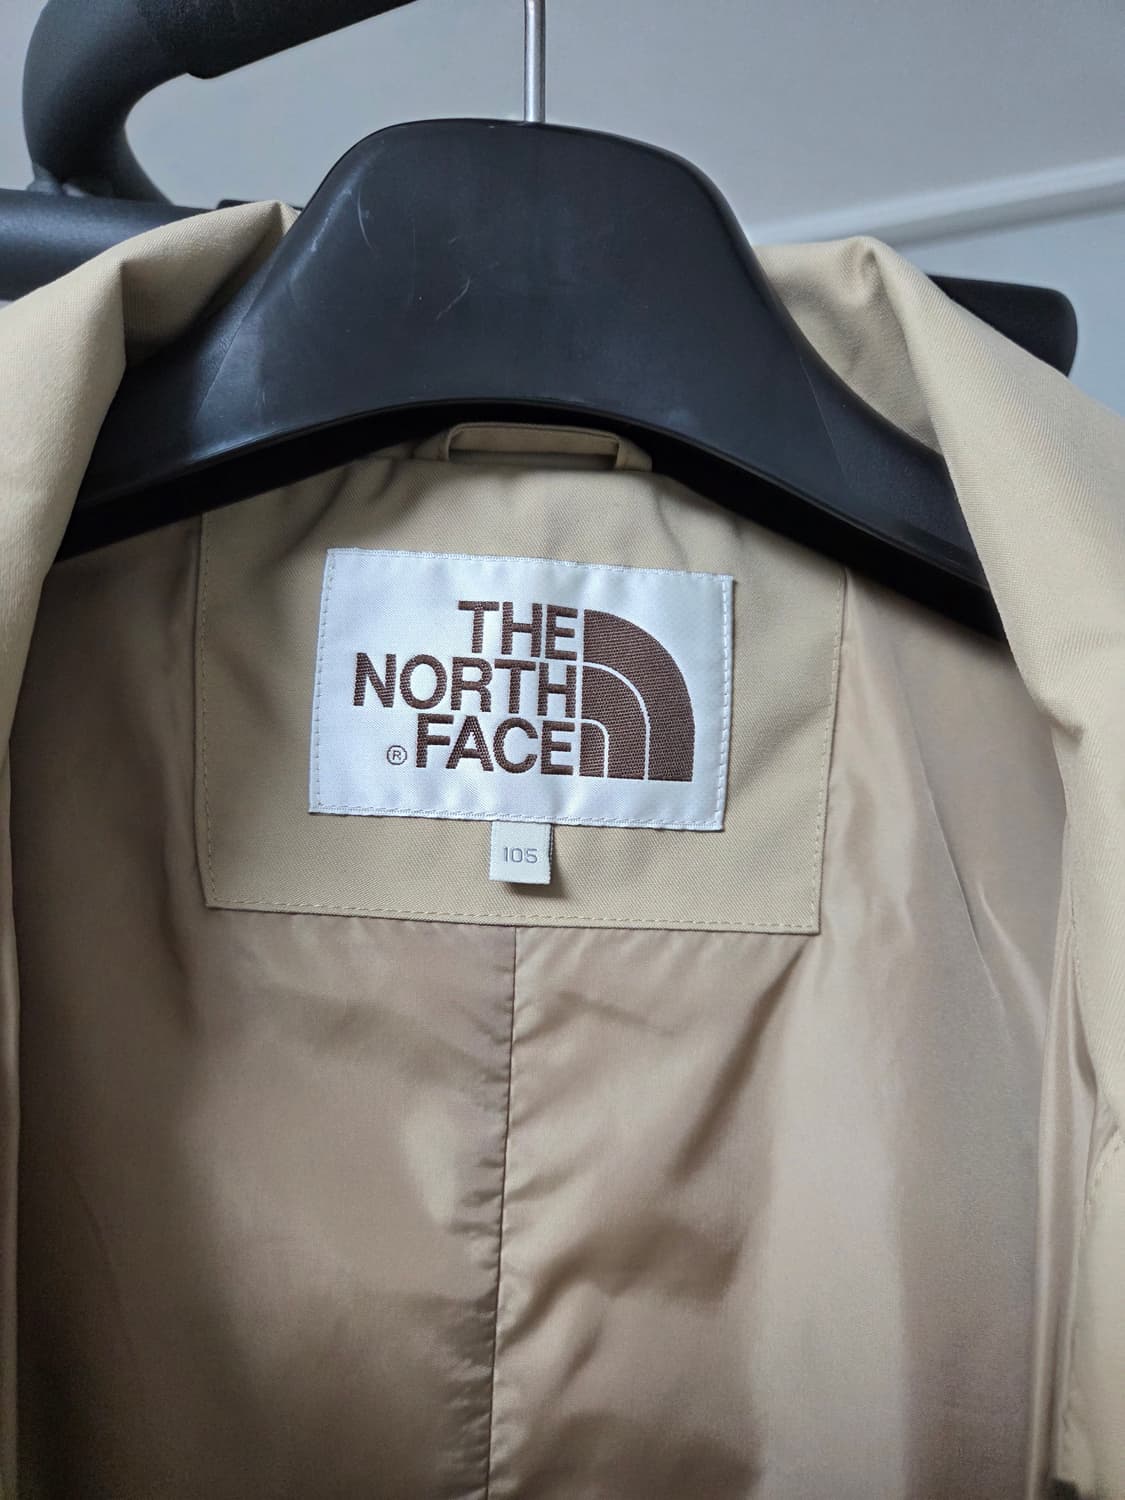 THE
NORTH
® FACE
105